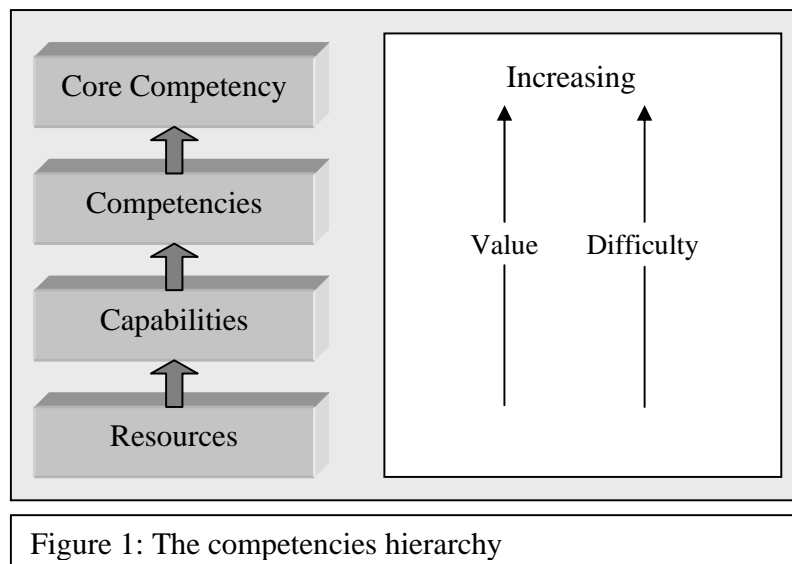 Core Competency
Competencies
Capabilities
Resources
Increasing
Value
Difficulty
Figure 1: The competencies hierarchy